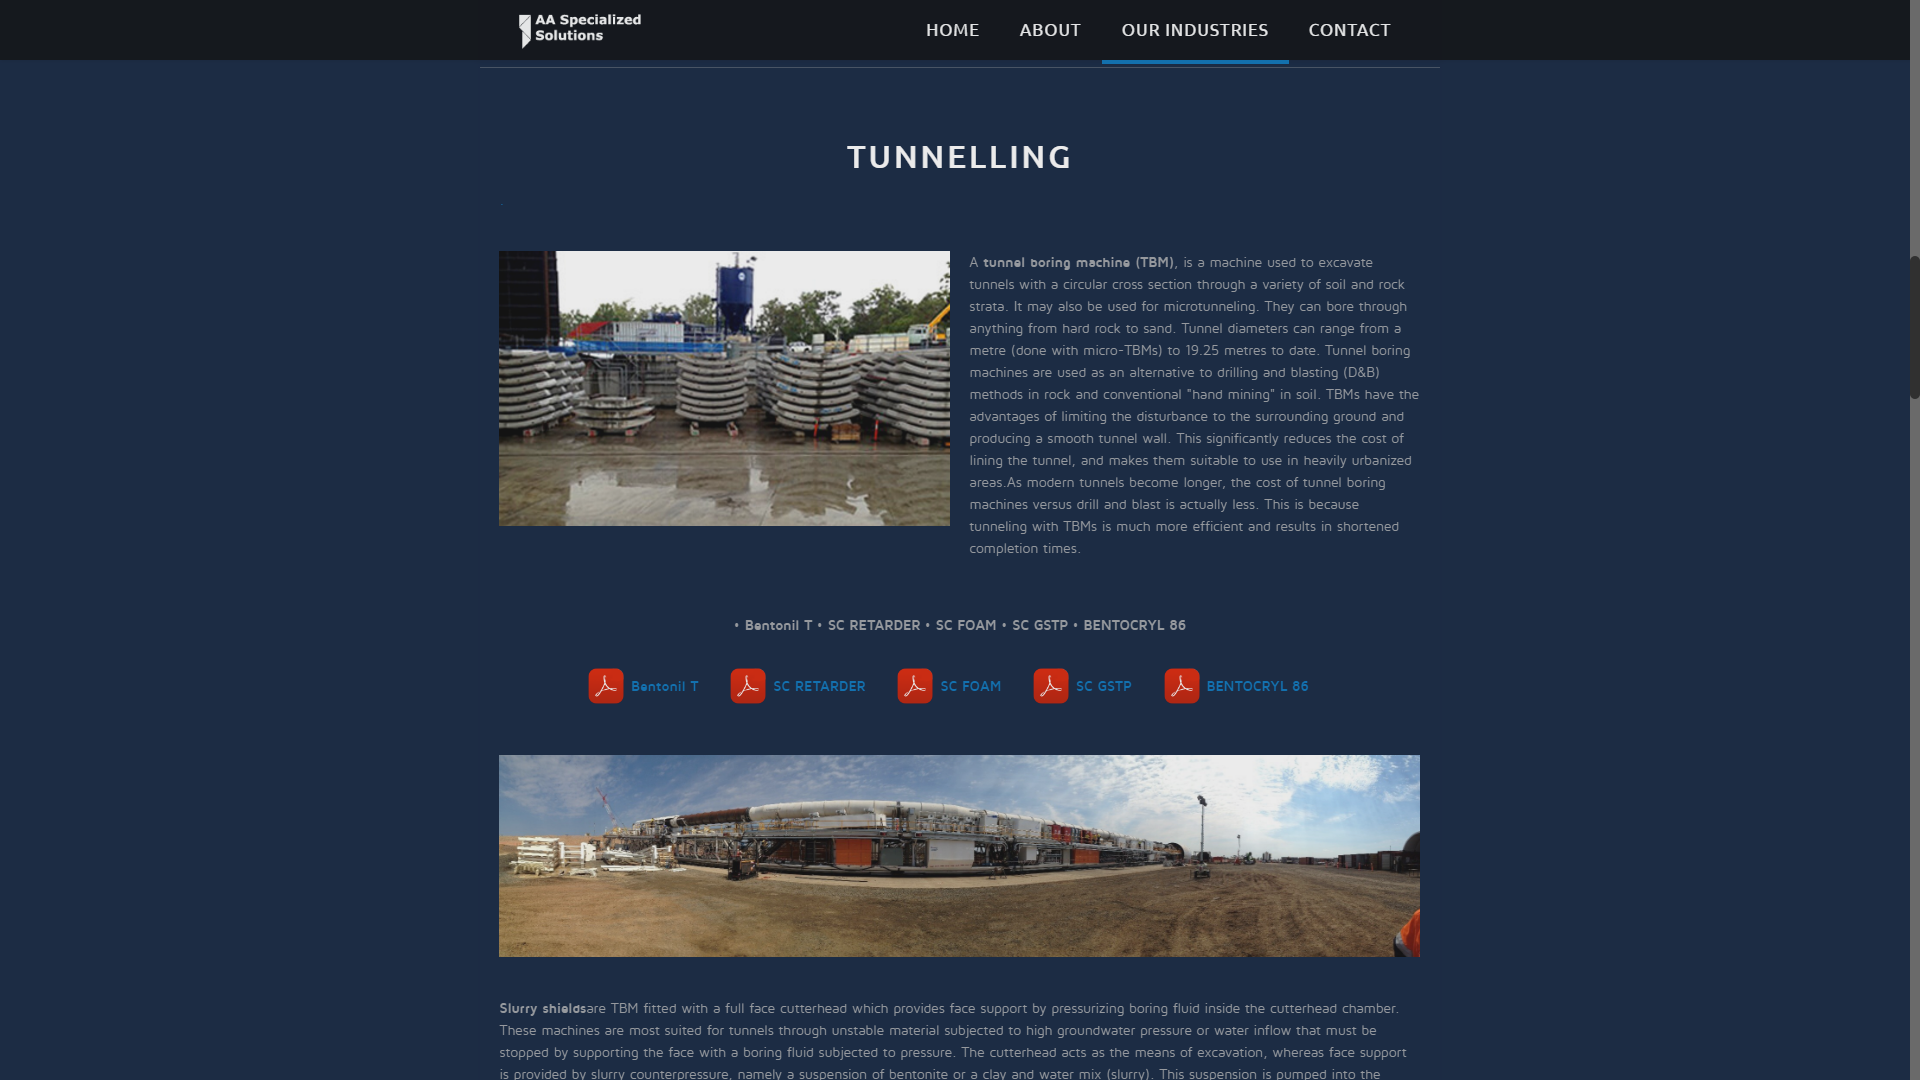 AA Specialized
Solutions
HOME
ABOUT
OUR INDUSTRIES
CONTACT
TUNNELLING
.
A tunnel boring machine (TBM), is a machine used to excavate
tunnels with a circular cross section through a variety of soil and rock
strata. It may also be used for microtunneling. They can bore through
anything from hard rock to sand. Tunnel diameters can range from a
metre (done with micro-TBMs) to 19.25 metres to date. Tunnel boring
machines are used as an alternative to drilling and blasting (D&B)
methods in rock and conventional "hand mining" in soil. TBMs have the
advantages of limiting the disturbance to the surrounding ground and
producing a smooth tunnel wall. This significantly reduces the cost of
lining the tunnel, and makes them suitable to use in heavily urbanized
areas.As modern tunnels become longer, the cost of tunnel boring
machines versus drill and blast is actually less. This is because
tunneling with TBMs is much more efficient and results in shortened
completion times.
• Bentonil T • SC RETARDER • SC FOAM • SC GSTP • BENTOCRYL 86
Bentonil T
SC RETARDER
SC FOAM
SC GSTP
BENTOCRYL 86
Slurry shieldsare TBM fitted with a full face cutterhead which provides face support by pressurizing boring fluid inside the cutterhead chamber.
These machines are most suited for tunnels through unstable material subjected to high groundwater pressure or water inflow that must be
stopped by supporting the face with a boring fluid subjected to pressure. The cutterhead acts as the means of excavation, whereas face support
is provided by slurry counterpressure, namely a suspension of bentonite or a clay and water mix (slurry). This suspension is pumped into the